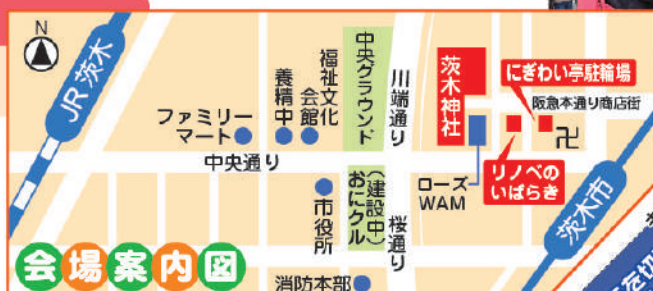 N
JR茨木
ファミリー
マート
養精中
福祉文化
会館
中央グラウンド
川端通り
茨木神社
にぎわい亭駐輪場
阪急本通り商店街
卍
中央通り
ローズ
WAM
リノベの
いばらき
市役所
(建設中)
おにクル
桜通り
茨木市
会場案内図
消防本部
を切